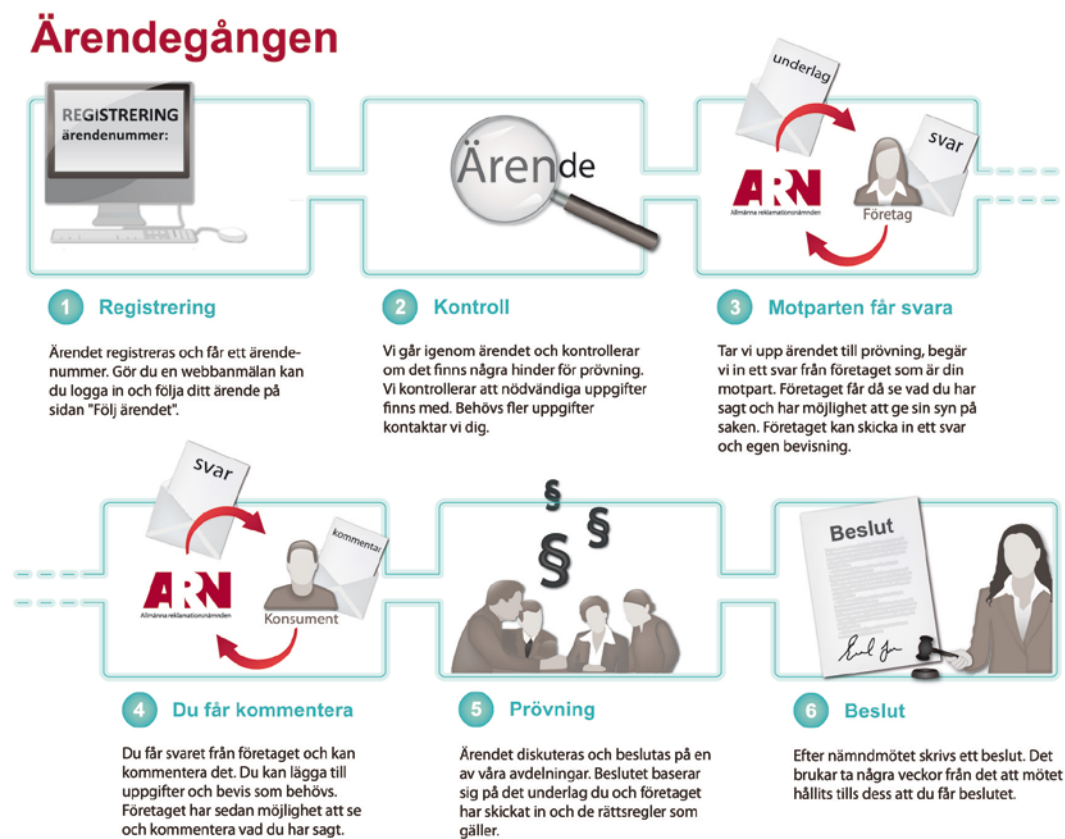 Ärendegången
REGISTRERING
ärendenummer:
Ärende
underlag
svar
ARN
Allmänna reklamationsnämnden
Företag
1 Registrering
Ärendet registreras och får ett ärende-
nummer. Gör du en webbanmälan kan
du logga in och följa ditt ärende på
sidan "Följ ärendet".
2 Kontroll
Vi går igenom ärendet och kontrollerar
om det finns några hinder för prövning.
Vi kontrollerar att nödvändiga uppgifter
finns med. Behövs fler uppgifter
kontaktar vi dig.
3 Motparten får svara
Tar vi upp ärendet till prövning, begär
vi in ett svar från företaget som är din
motpart. Företaget får då se vad du har
sagt och har möjlighet att ge sin syn på
saken. Företaget kan skicka in ett svar
och egen bevisning.
svar
kommentar
ARN
Allmänna reklamationsnämnden
Konsument
§
§
§
Beslut
4 Du får kommentera
Du får svaret från företaget och kan
kommentera det. Du kan lägga till
uppgifter och bevis som behövs.
Företaget har sedan möjlighet att se
och kommentera vad du har sagt.
5 Prövning
Ärendet diskuteras och beslutas på en
av våra avdelningar. Beslutet baserar
sig på det underlag du och företaget
har skickat in och de rättsregler som
gäller.
6 Beslut
Efter nämndmötet skrivs ett beslut. Det
brukar ta några veckor från det att mötet
hållits tills dess att du får beslutet.